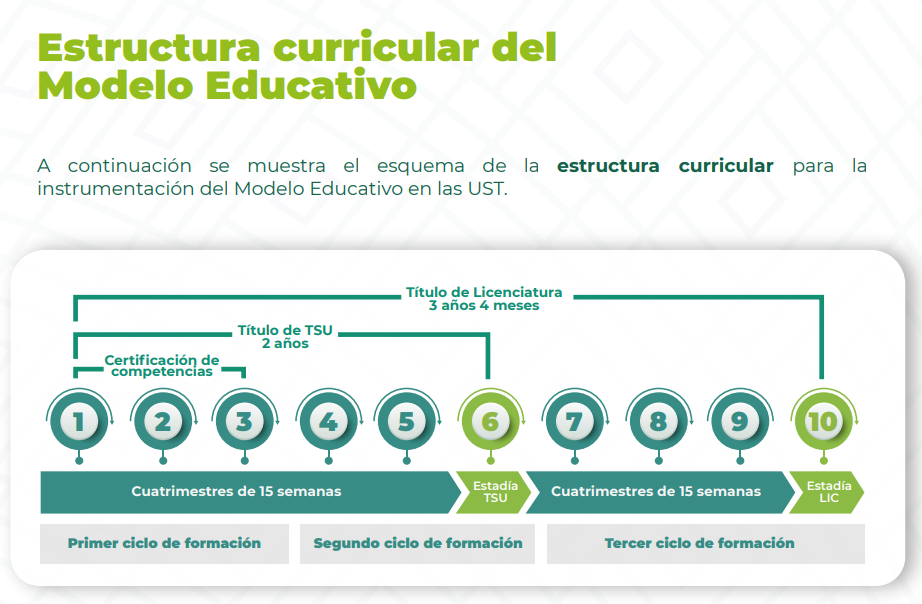 Estructura curricular del
Modelo Educativo
A continuación se muestra el esquema de la estructura curricular para la
instrumentación del Modelo Educativo en las UST.
Título de Licenciatura
3 años 4 meses
Título de TSU
2 años
Certificación de
competencias
1 2 3 4 5 6 7 8 9 10
Cuatrimestres de 15 semanas
Estadía
TSU
Cuatrimestres de 15 semanas
Estadía
LIC
Primer ciclo de formación
Segundo ciclo de formación
Tercer ciclo de formación